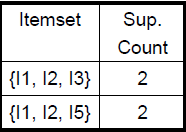 Itemset Sup. Count
{I1, I2, I3} 2
{I1, I2, I5} 2